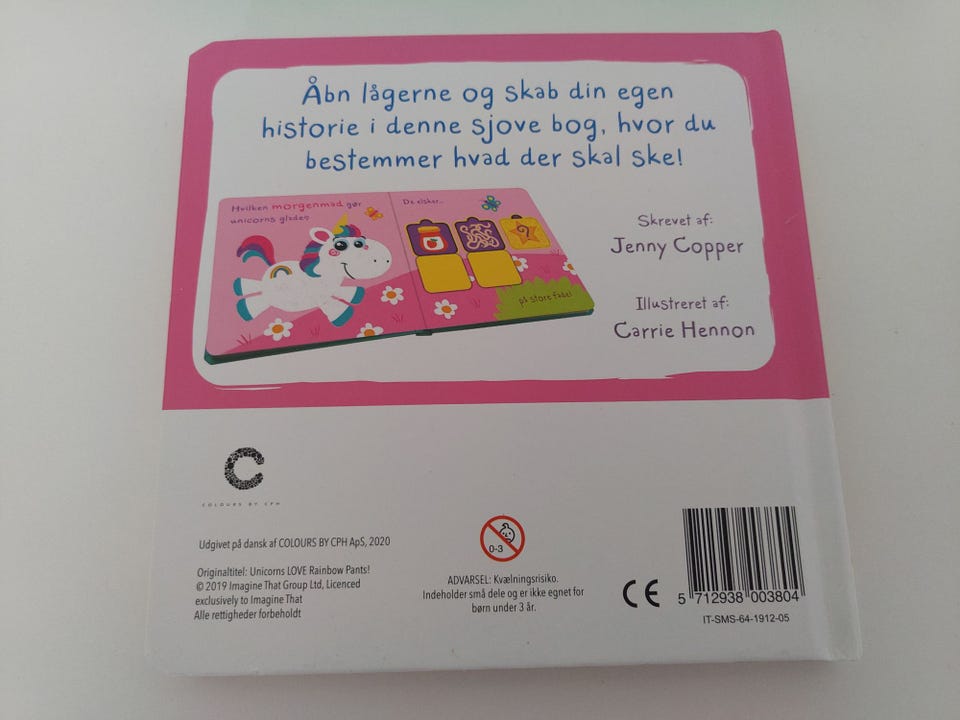 Åbn lågerne og skab din egen
historie i denne sjove bog, hvor du
bestemmer hvad der skal ske!
Hvilken morgenmad gør
unicorns glade?
De elsker...
?
på store fade!
Skrevet af:
Jenny Copper
Illustreret af:
Carrie Hennon
C
COLOURS BY CPH
Udgivet på dansk af COLOURS BY CPH ApS, 2020
Originaltitel: Unicorns LOVE Rainbow Pants!
© 2019 Imagine That Group Ltd, Licenced
exclusively to Imagine That
Alle rettigheder forbeholdt
0-3
ADVARSEL: Kvælningsrisiko.
Indeholder små dele og er ikke egnet for
børn under 3 år.
CE
5 712938 003804
IT-SMS-64-1912-05